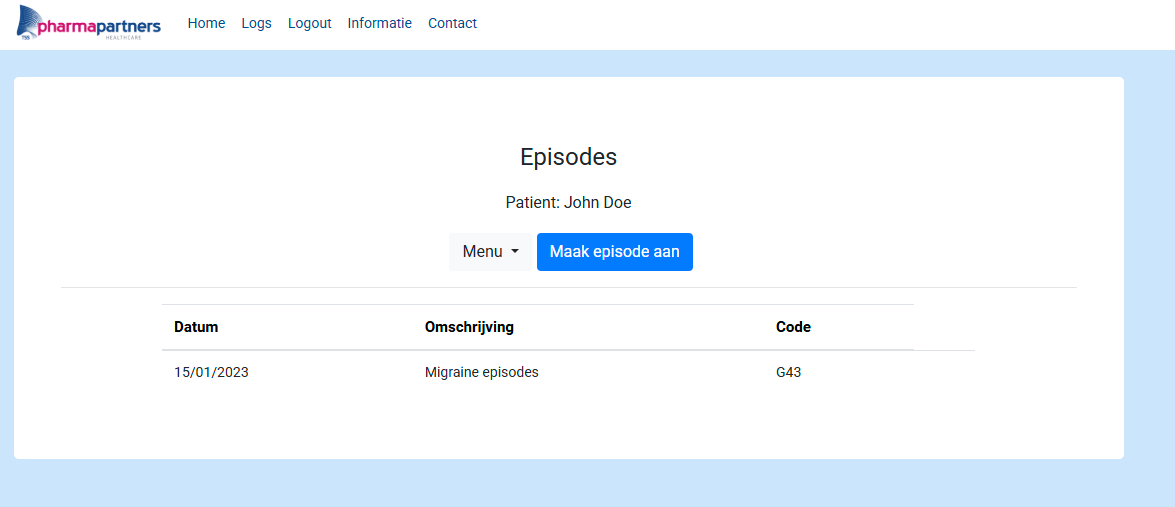 TSS pharmapartners
HEALTHCARE
Home Logs Logout Informatie Contact
Episodes
Patient: John Doe
Menu Maak episode aan
Datum Omschrijving Code
15/01/2023 Migraine episodes G43